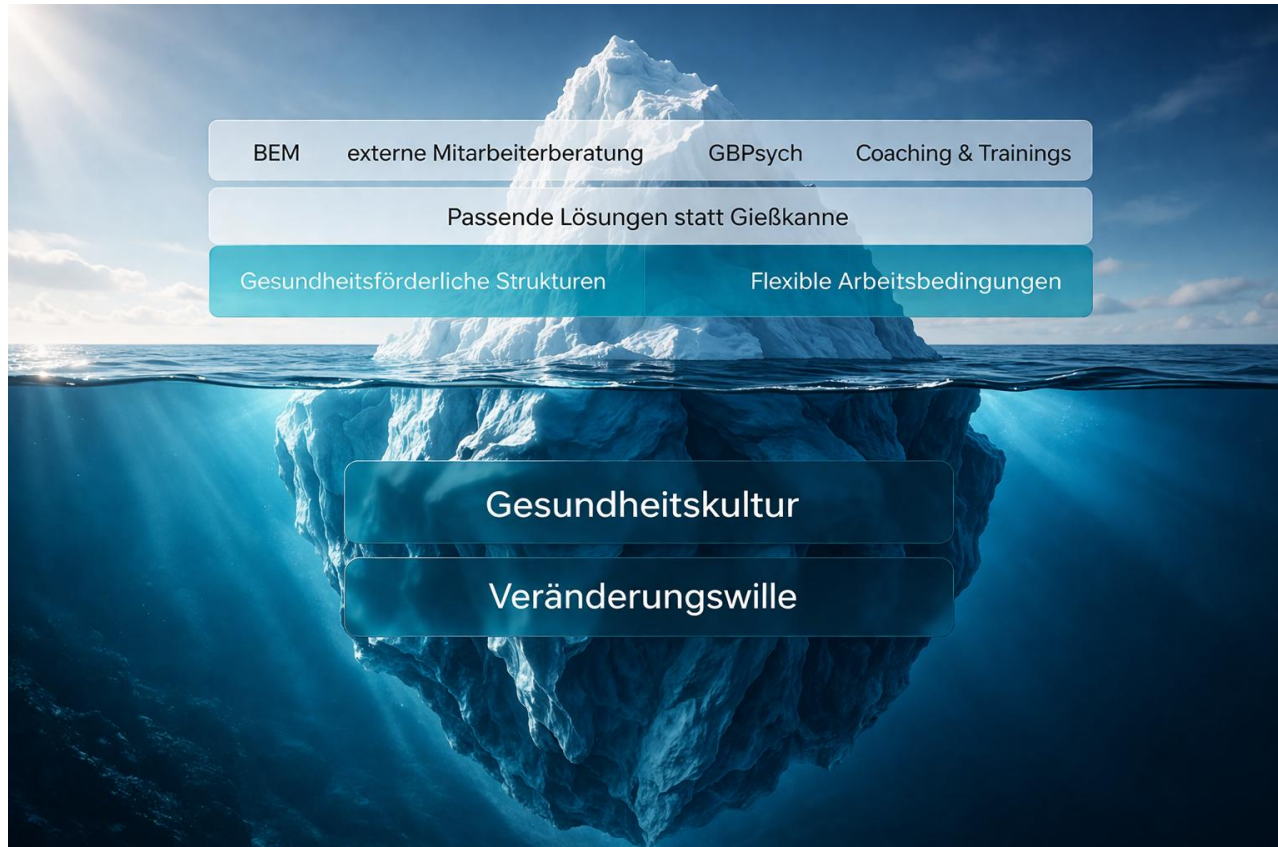 BEM externe Mitarbeiterberatung GBPsych Coaching & Trainings
Passende Lösungen statt Gießkanne
Gesundheitsförderliche Strukturen Flexible Arbeitsbedingungen
Gesundheitskultur
Veränderungswille